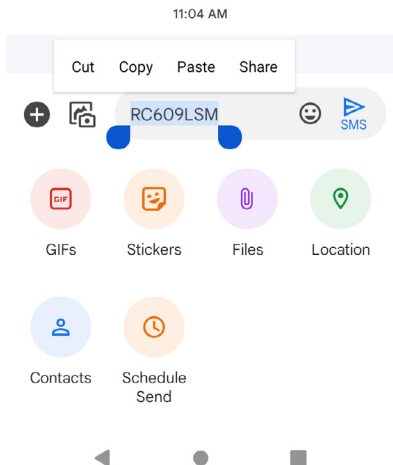 11:04 AM
Cut Copy Paste Share
RC609LSM
SMS
GIF
GIFs Stickers Files Location
Contacts Schedule Send